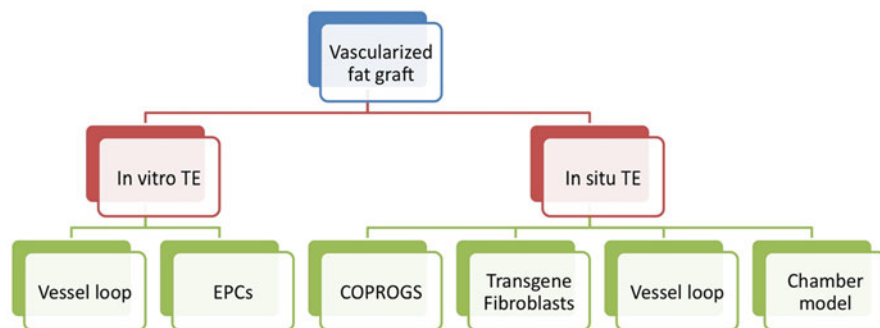 Vascularized
fat graft
In vitro TE
In situ TE
Vessel loop
EPCs
COPROGS
Transgene
Fibroblasts
Vessel loop
Chamber
model